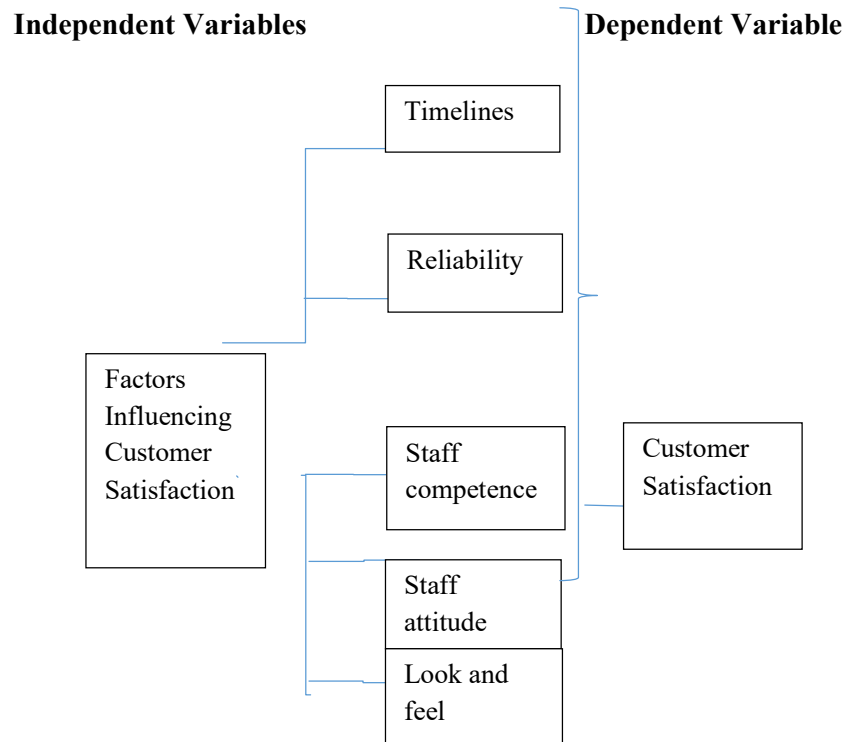 Independent Variables
Dependent Variable
Timelines
Reliability
Factors
Influencing
Customer
Satisfaction
Staff
competence
Customer
Satisfaction
Staff
attitude
Look and
feel